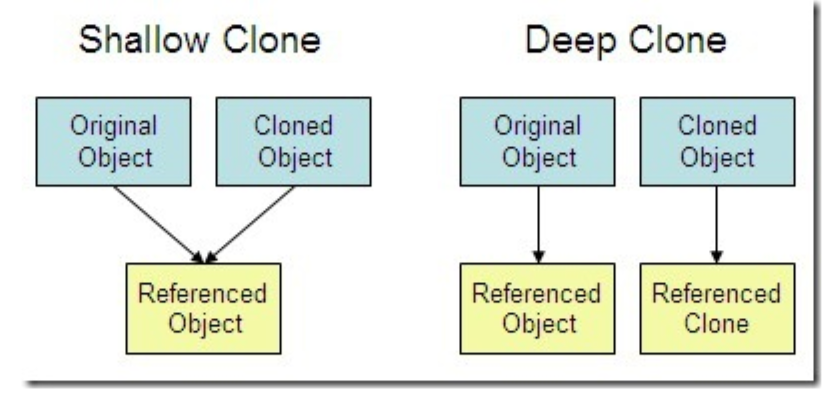 Shallow Clone
Deep Clone
Original
Object
Cloned
Object
Original
Object
Cloned
Object
Referenced
Object
Referenced
Object
Referenced
Clone